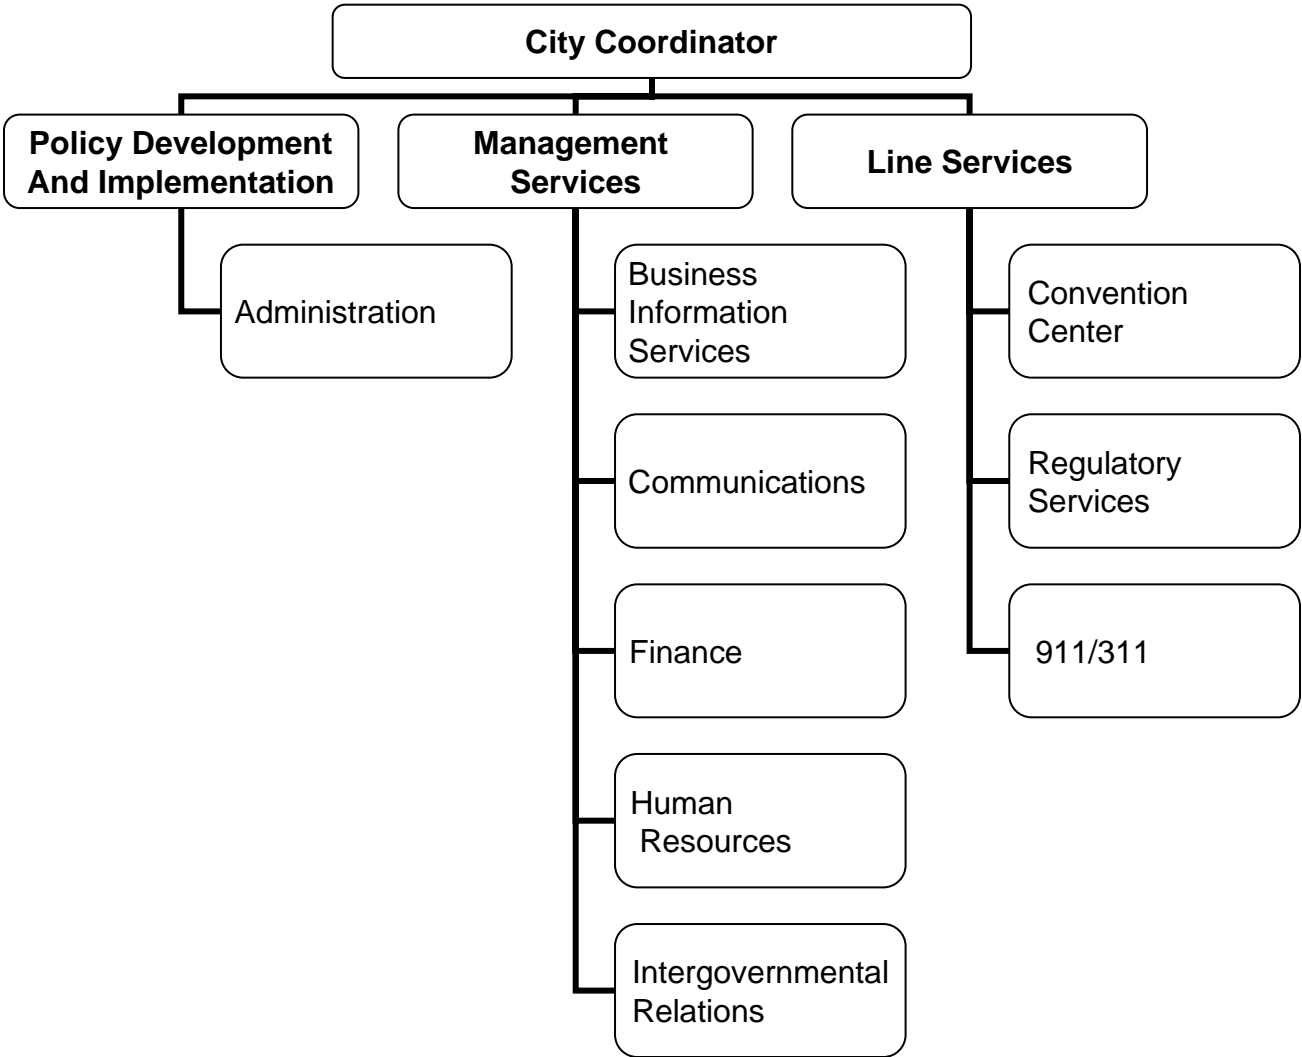 City Coordinator
Policy Development
And Implementation
Management
Services
Line Services
Administration
Business
Information
Services
Communications
Finance
Human
Resources
Intergovernmental
Relations
Convention
Center
Regulatory
Services
911/311